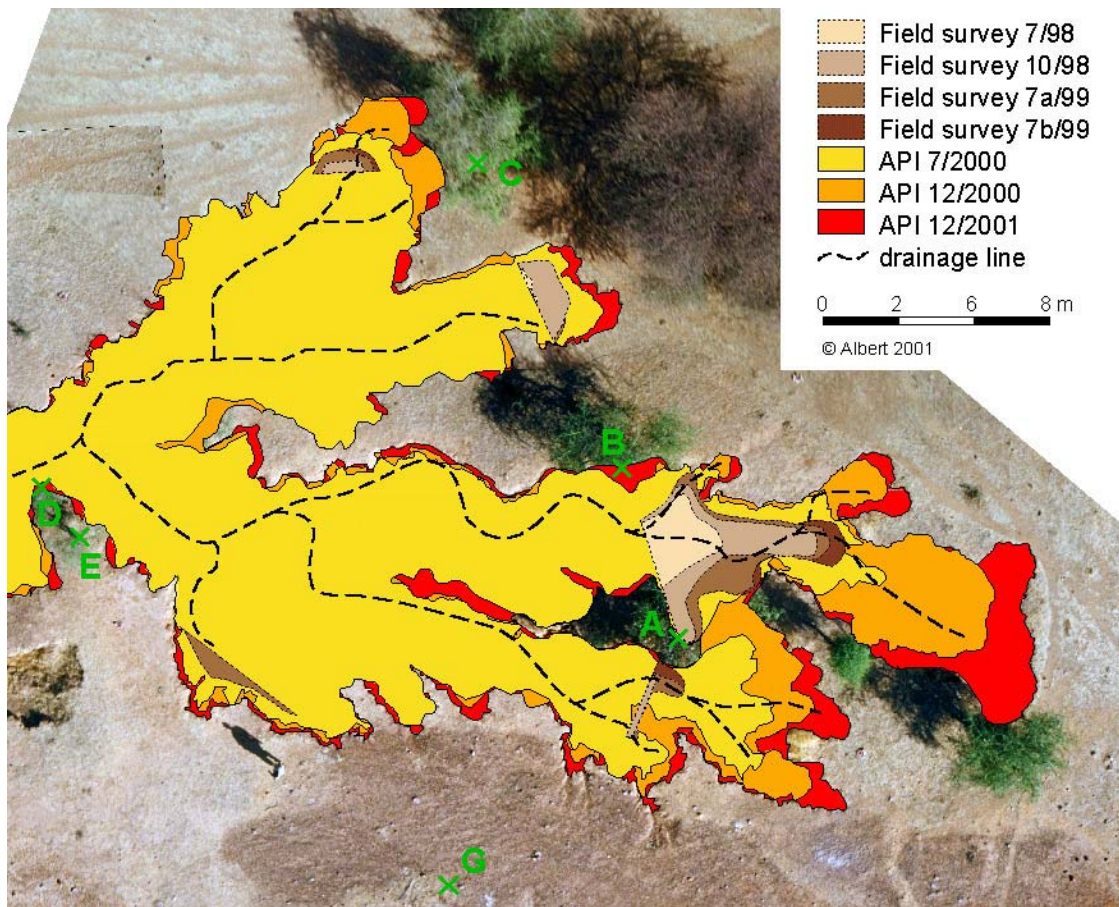 Field survey 7/98
Field survey 10/98
Field survey 7a/99
Field survey 7b/99
API 7/2000
API 12/2000
API 12/2001
drainage line
0 2 4 8 m
© Albert 2001
C
B
D
E
A
G